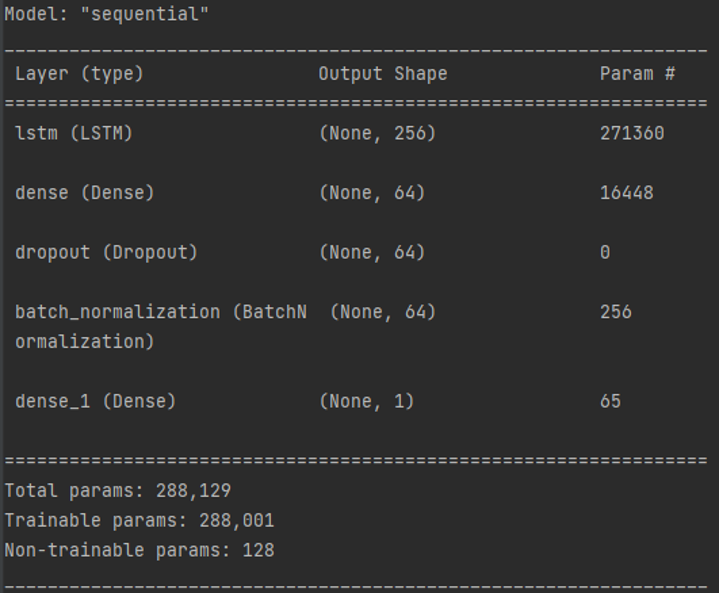 Model: "sequential"
_________________________________________________________________
Layer (type) Output Shape Param #
=================================================================
lstm (LSTM) (None, 256) 271360
dense (Dense) (None, 64) 16448
dropout (Dropout) (None, 64) 0
batch_normalization (BatchN (None, 64) 256
ormalization)
dense_1 (Dense) (None, 1) 65
=================================================================
Total params: 288,129
Trainable params: 288,001
Non-trainable params: 128
_________________________________________________________________